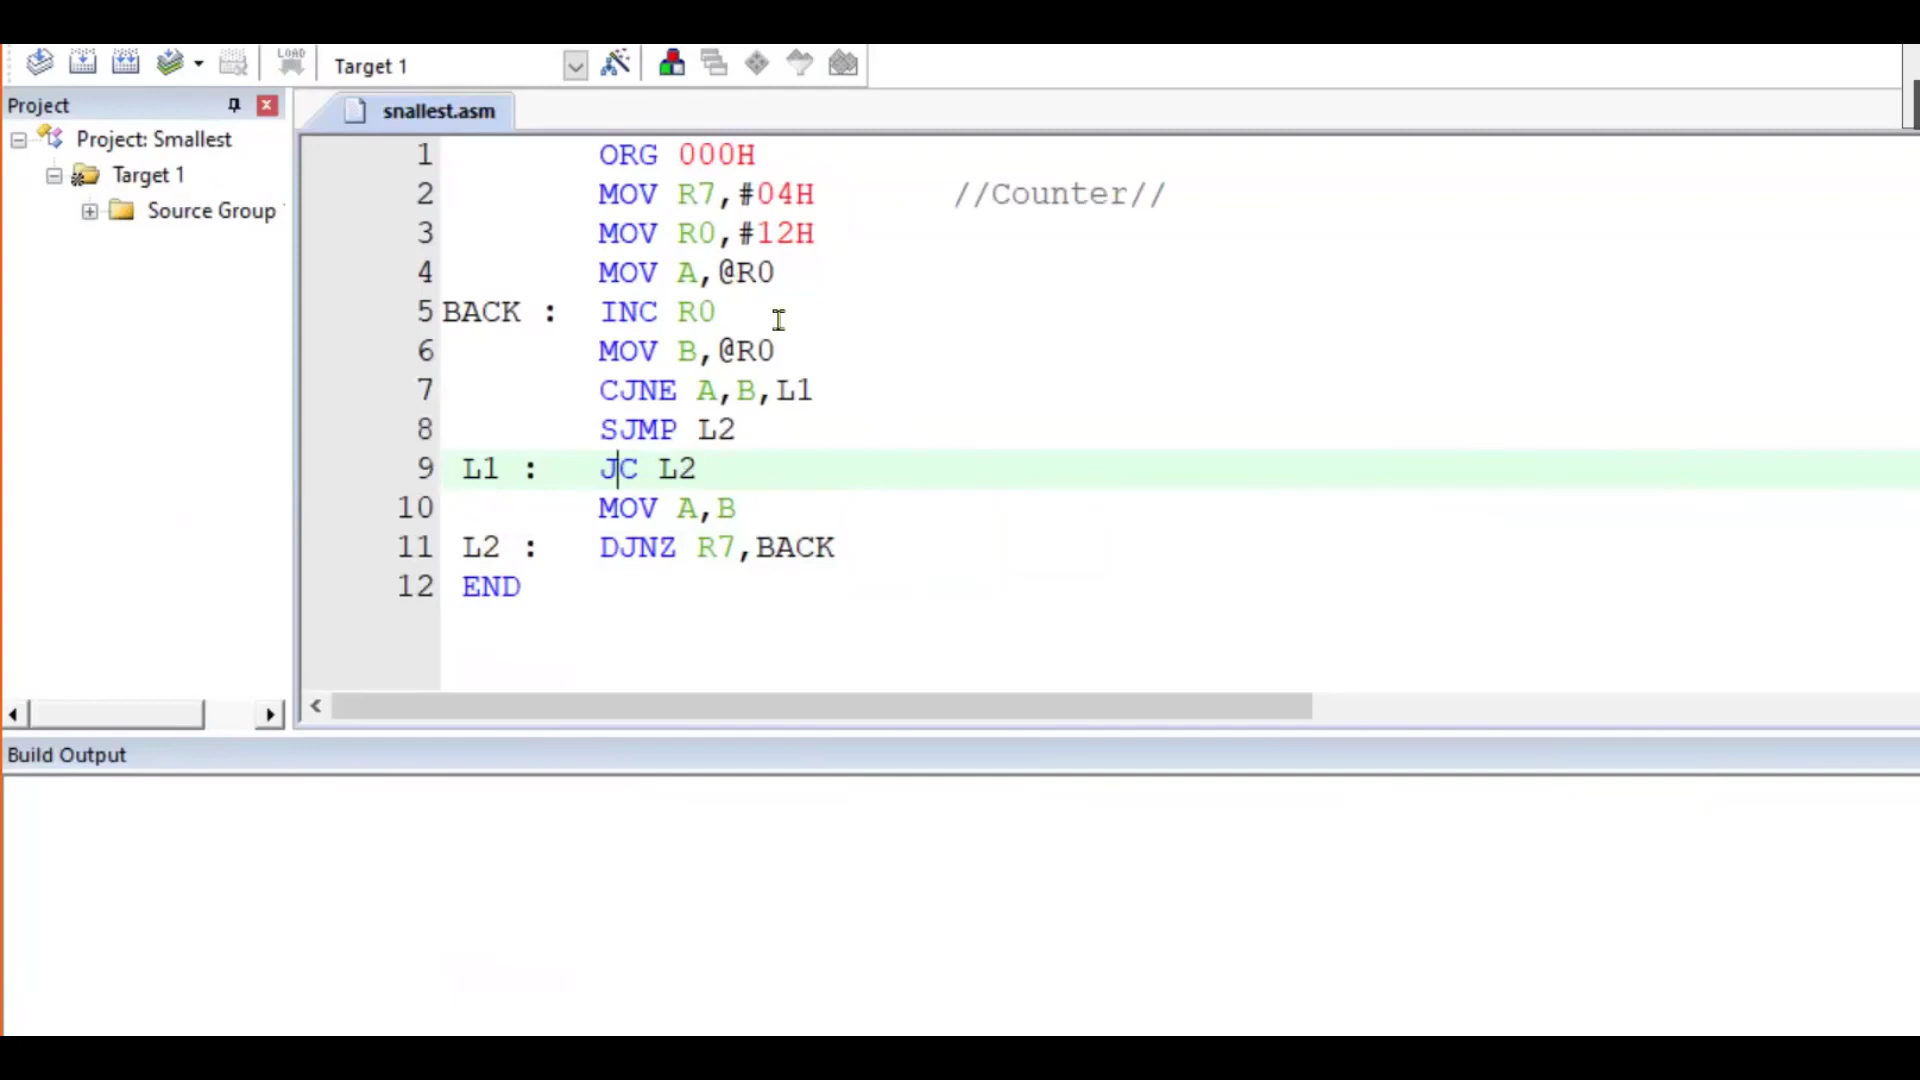 LOAD
Target 1
Project
snallest.asm
Project: Smallest
Target 1
Source Group
1 ORG 000H
2 MOV R7,#04H //Counter//
3 MOV R0,#12H
4 MOV A,@R0
5 BACK : INC R0
6 MOV B,@R0
7 CJNE A,B,L1
8 SJMP L2
9 L1 : JC L2
10 MOV A,B
11 L2 : DJNZ R7,BACK
12 END
Build Output